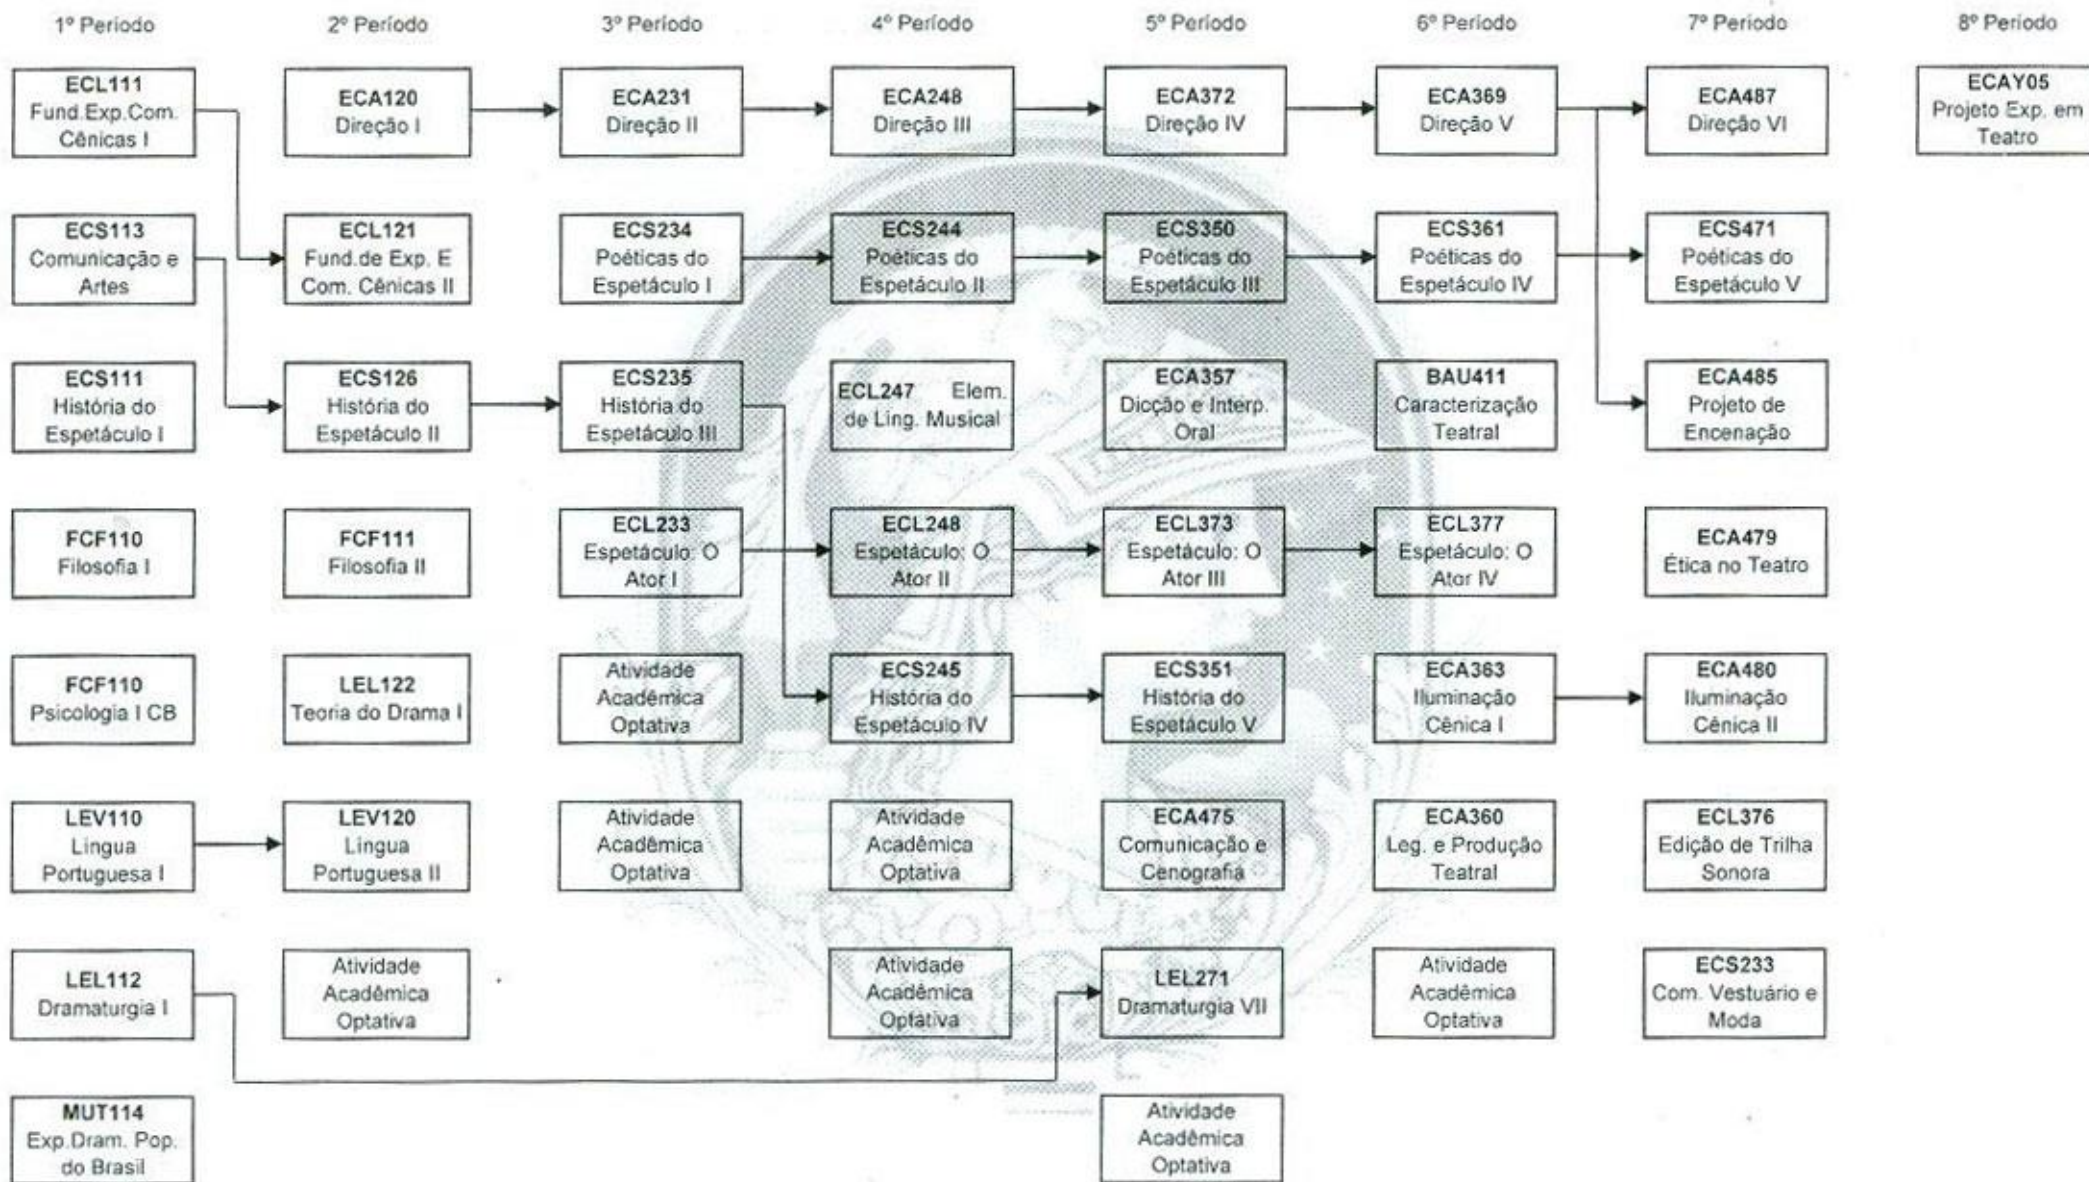 1º Período
2º Período
3º Período
4º Período
5º Período
6º Período
7º Período
8º Período
ECL111
Fund.Exp.Com.
Cênicas I
ECA120
Direção I
ECA231
Direção II
ECA248
Direção III
ECA372
Direção IV
ECA369
Direção V
ECA487
Direção VI
ECAY05
Projeto Exp. em
Teatro
ECS113
Comunicação e
Artes
ECL121
Fund.de Exp. E
Com. Cênicas II
ECS234
Poéticas do
Espetáculo I
ECS244
Poéticas do
Espetáculo II
ECS350
Poéticas do
Espetáculo III
ECS361
Poéticas do
Espetáculo IV
ECS471
Poéticas do
Espetáculo V
ECS111
História do
Espetáculo I
ECS126
História do
Espetáculo II
ECS235
História do
Espetáculo III
ECL247 Elem.
de Ling. Musical
ECA357
Dicção e Interp.
Oral
BAU411
Caracterização
Teatral
ECA485
Projeto de
Encenação
FCF110
Filosofia I
FCF111
Filosofia II
ECL233
Espetáculo: O
Ator I
ECL248
Espetáculo: O
Ator II
ECL373
Espetáculo: O
Ator III
ECL377
Espetáculo: O
Ator IV
ECA479
Ética no Teatro
FCF110
Psicologia I CB
LEL122
Teoria do Drama I
Atividade
Acadêmica
Optativa
ECS245
História do
Espetáculo IV
ECS351
História do
Espetáculo V
ECA363
Iluminação
Cênica I
ECA480
Iluminação
Cênica II
LEV110
Lingua
Portuguesa I
LEV120
Lingua
Portuguesa II
Atividade
Acadêmica
Optativa
Atividade
Acadêmica
Optativa
ECA475
Comunicação e
Cenografia
ECA360
Leg. e Produção
Teatral
ECL376
Edição de Trilha
Sonora
LEL112
Dramaturgia I
Atividade
Acadêmica
Optativa
Atividade
Acadêmica
Optativa
LEL271
Dramaturgia VII
Atividade
Acadêmica
Optativa
ECS233
Com. Vestuário e
Moda
MUT114
Exp.Dram. Pop.
do Brasil
Atividade
Acadêmica
Optativa